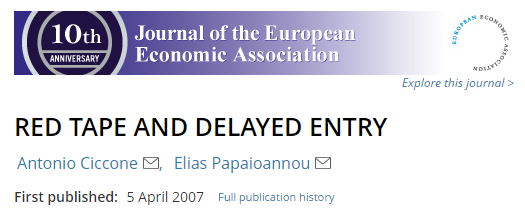 10th
ANNIVERSARY
Journal of the European
Economic Association
EUROPEAN ECONOMIC ASSOCIATION
Explore this journal >
RED TAPE AND DELAYED ENTRY
Antonio Ciccone, Elias Papaioannou
First published: 5 April 2007 Full publication history